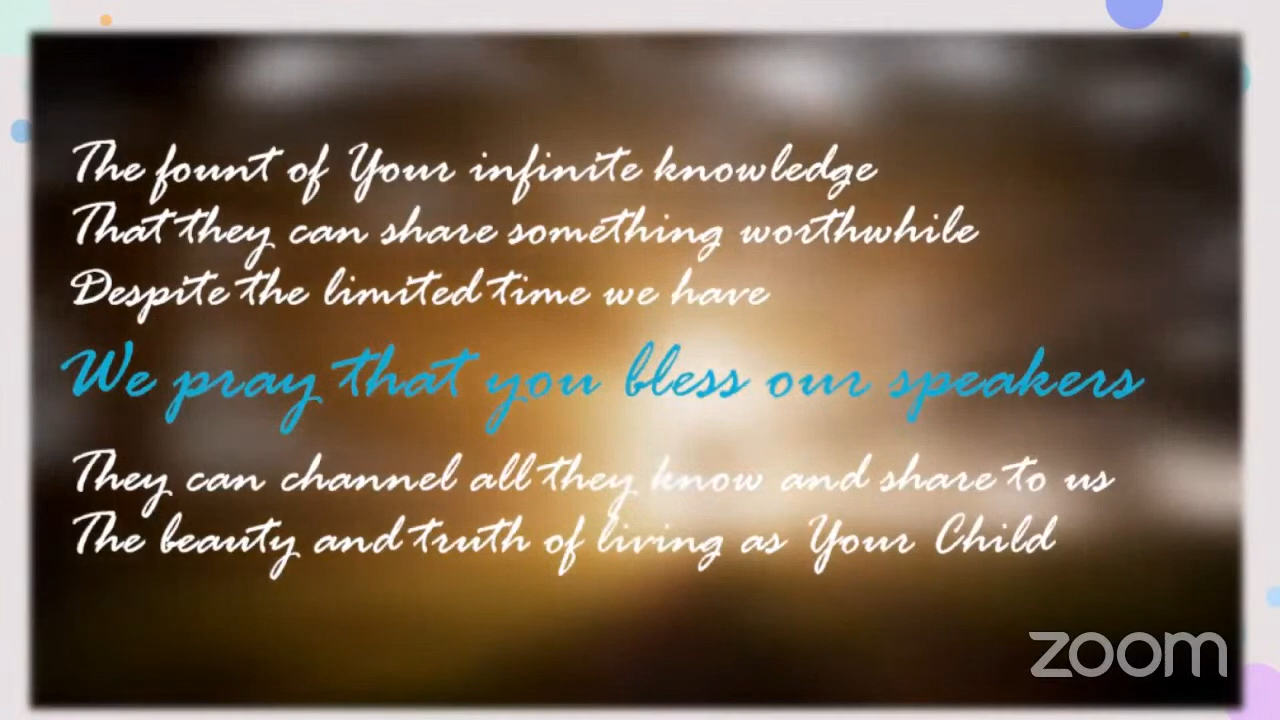 The fount of Your infinite knowledge
That they can share something worthwhile
Despite the limited time we have
We pray that you bless our speakers
They can channel all they know and share to us
The beauty and truth of living as Your Child
zoom